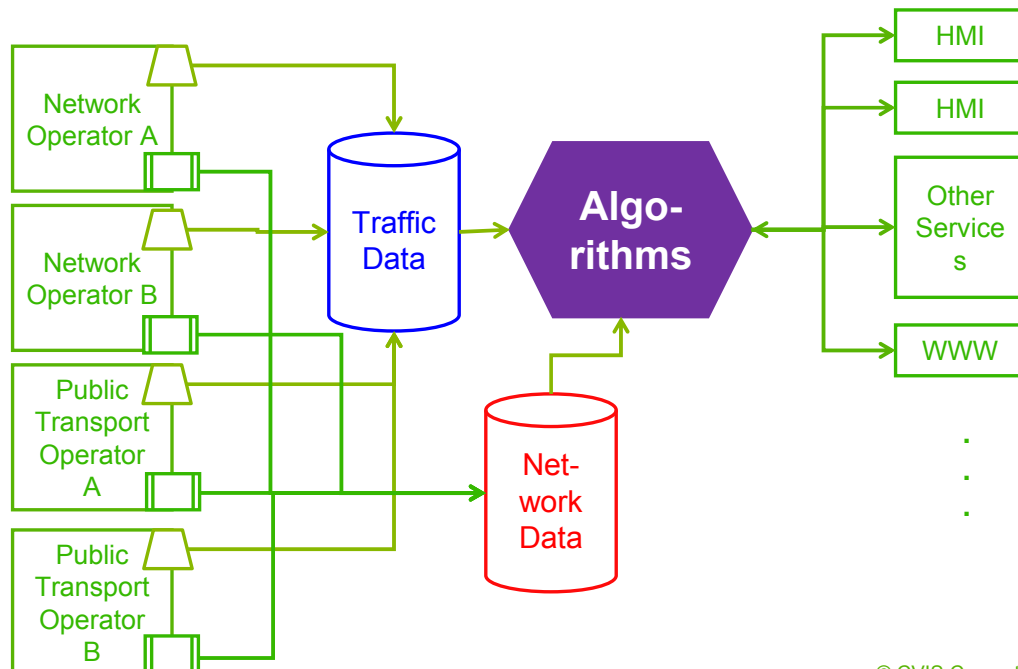 Network
Operator A
Network
Operator B
Public
Transport
Operator
A
Public
Transport
Operator
B
Traffic
Data
Algo-
rithms
Net-
work
Data
HMI
HMI
Other
Service
s
WWW
.
.
.
© CVIS